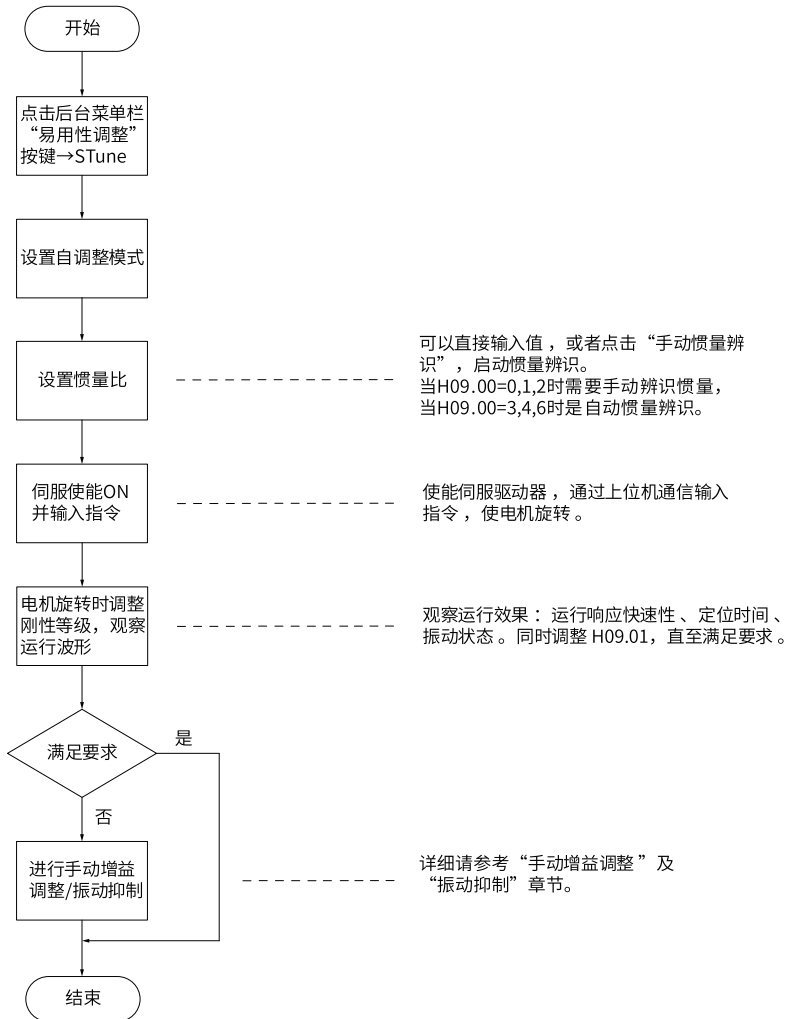 开始
点击后台菜单栏
“易用性调整”
按键→STune
设置自调整模式
设置惯量比
可以直接输入值，或者点击“手动惯量辨
识”，启动惯量辨识。
当H09.00=0,1,2时需要手动辨识惯量，
当H09.00=3,4,6时是自动惯量辨识。
伺服使能ON
并输入指令
使能伺服驱动器，通过上位机通信输入
指令，使电机旋转。
电机旋转时调整
刚性等级，观察
运行波形
观察运行效果：运行响应快速性、定位时间、
振动状态。同时调整 H09.01，直至满足要求。
满足要求
是
否
进行手动增益
调整/振动抑制
详细请参考“手动增益调整”及
“振动抑制”章节。
结束